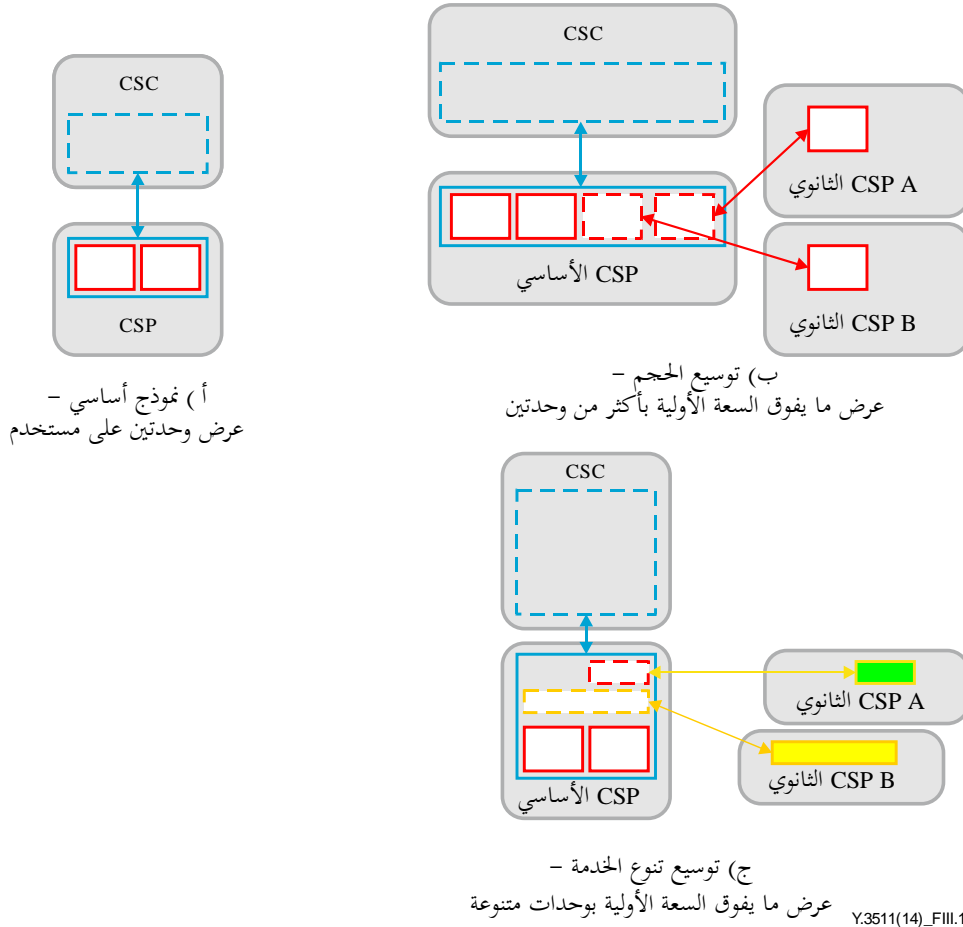 CSC
CSP
أ ) نموذج أساسي –
عرض وحدتين على مستخدم
CSC
CSP الأساسي
CSP A الثانوي
CSP B الثانوي
ب) توسيع الحجم –
عرض ما يفوق السعة الأولية بأكثر من وحدتين
CSC
CSP الأساسي
CSP A الثانوي
CSP B الثانوي
ج) توسيع تنوع الخدمة –
عرض ما يفوق السعة الأولية بوحدات متنوعة
Y.3511(14)_FIII.1